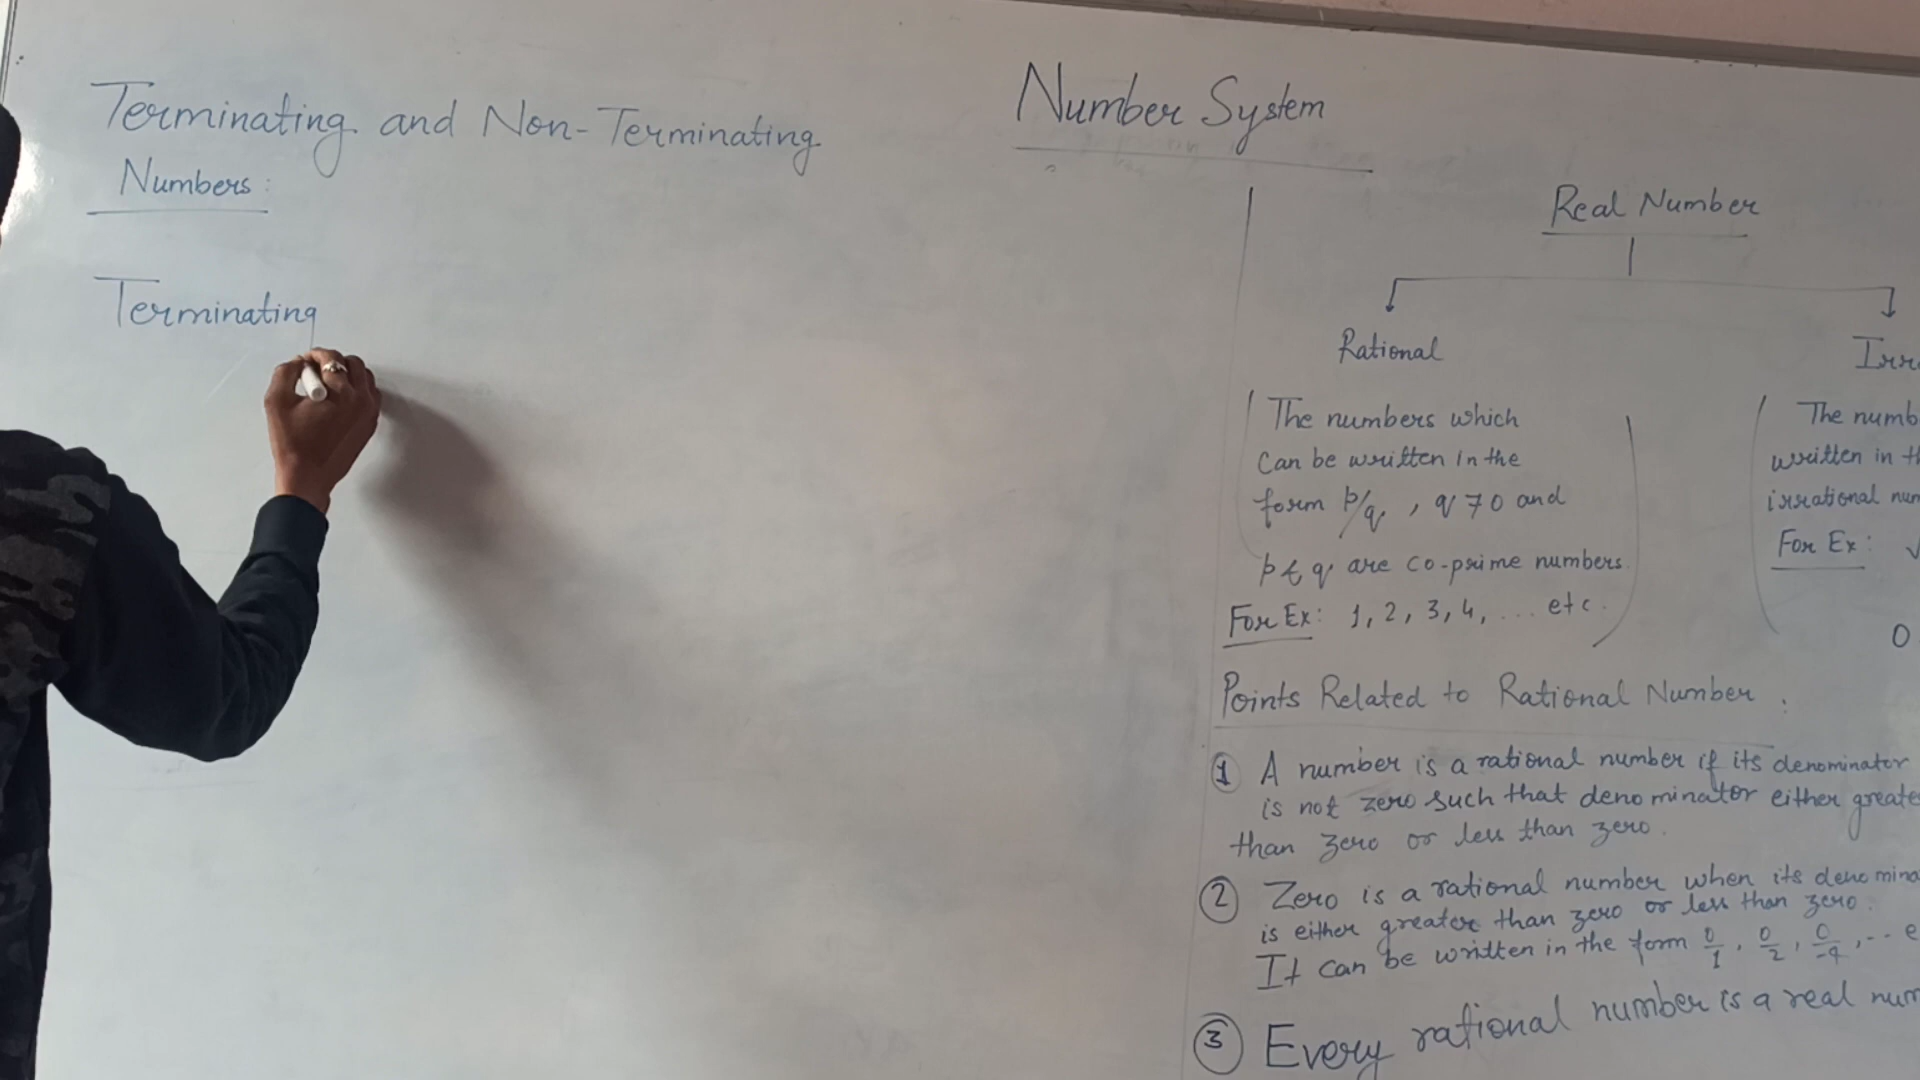 Terminating and Non-Terminating
Numbers:
Terminating
Number System
Real Number
Rational
The numbers which
Can be written in the
form p/q, q ≠ 0 and
p & q are co-prime numbers.
For Ex: 1, 2, 3, 4, ... etc.
Irr
The numb
written in th
irrational num
For Ex: √
0
Points Related to Rational Number:
① A number is a rational number if its denominator
is not zero such that denominator either greate
than zero or less than zero.
② Zero is a rational number when its denomina
is either greater than zero or less than zero.
It can be written in the form 0/1, 0/2, 0/-9, -- e
③ Every rational number is a real num